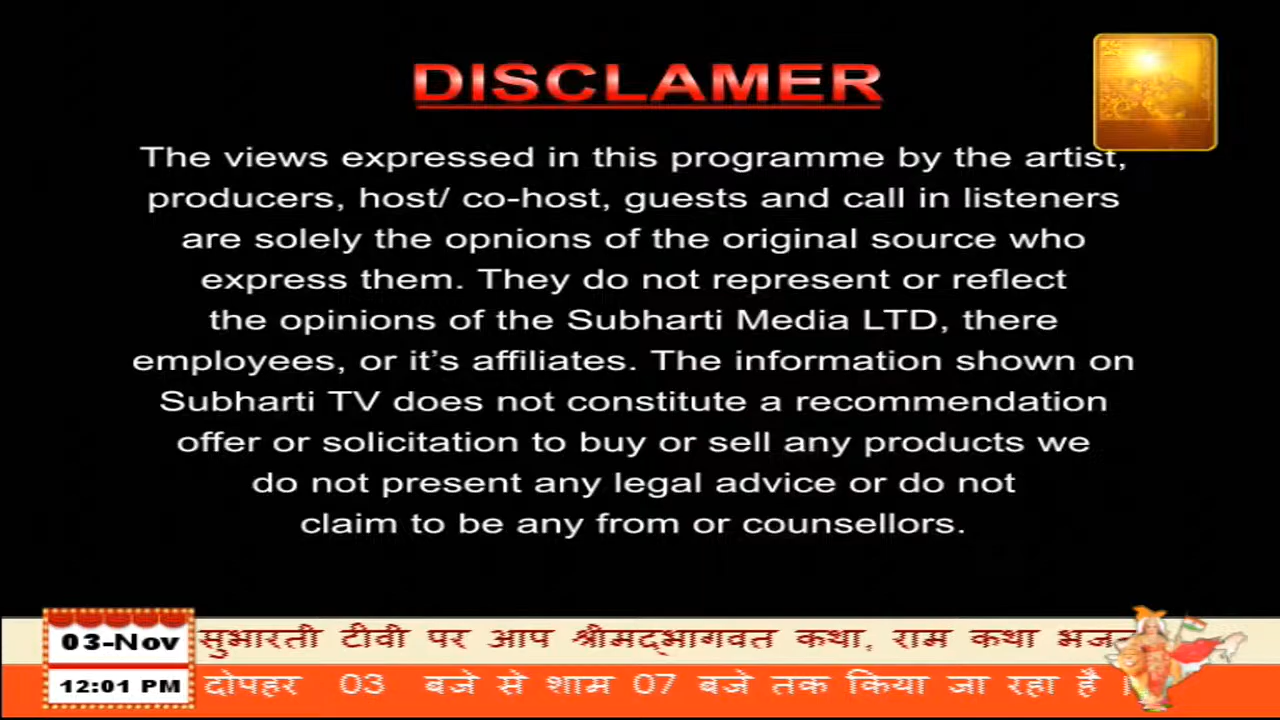 DISCLAMER
The views expressed in this programme by the artist,
producers, host/ co-host, guests and call in listeners
are solely the opnions of the original source who
express them. They do not represent or reflect
the opinions of the Subharti Media LTD, there
employees, or it’s affiliates. The information shown on
Subharti TV does not constitute a recommendation
offer or solicitation to buy or sell any products we
do not present any legal advice or do not
claim to be any from or counsellors.
03-Nov
सुभारती टीवी पर आप श्रीमद्भागवत कथा, राम कथा भजन
12:01 PM
दोपहर 03 बजे से शाम 07 बजे तक किया जा रहा है ।